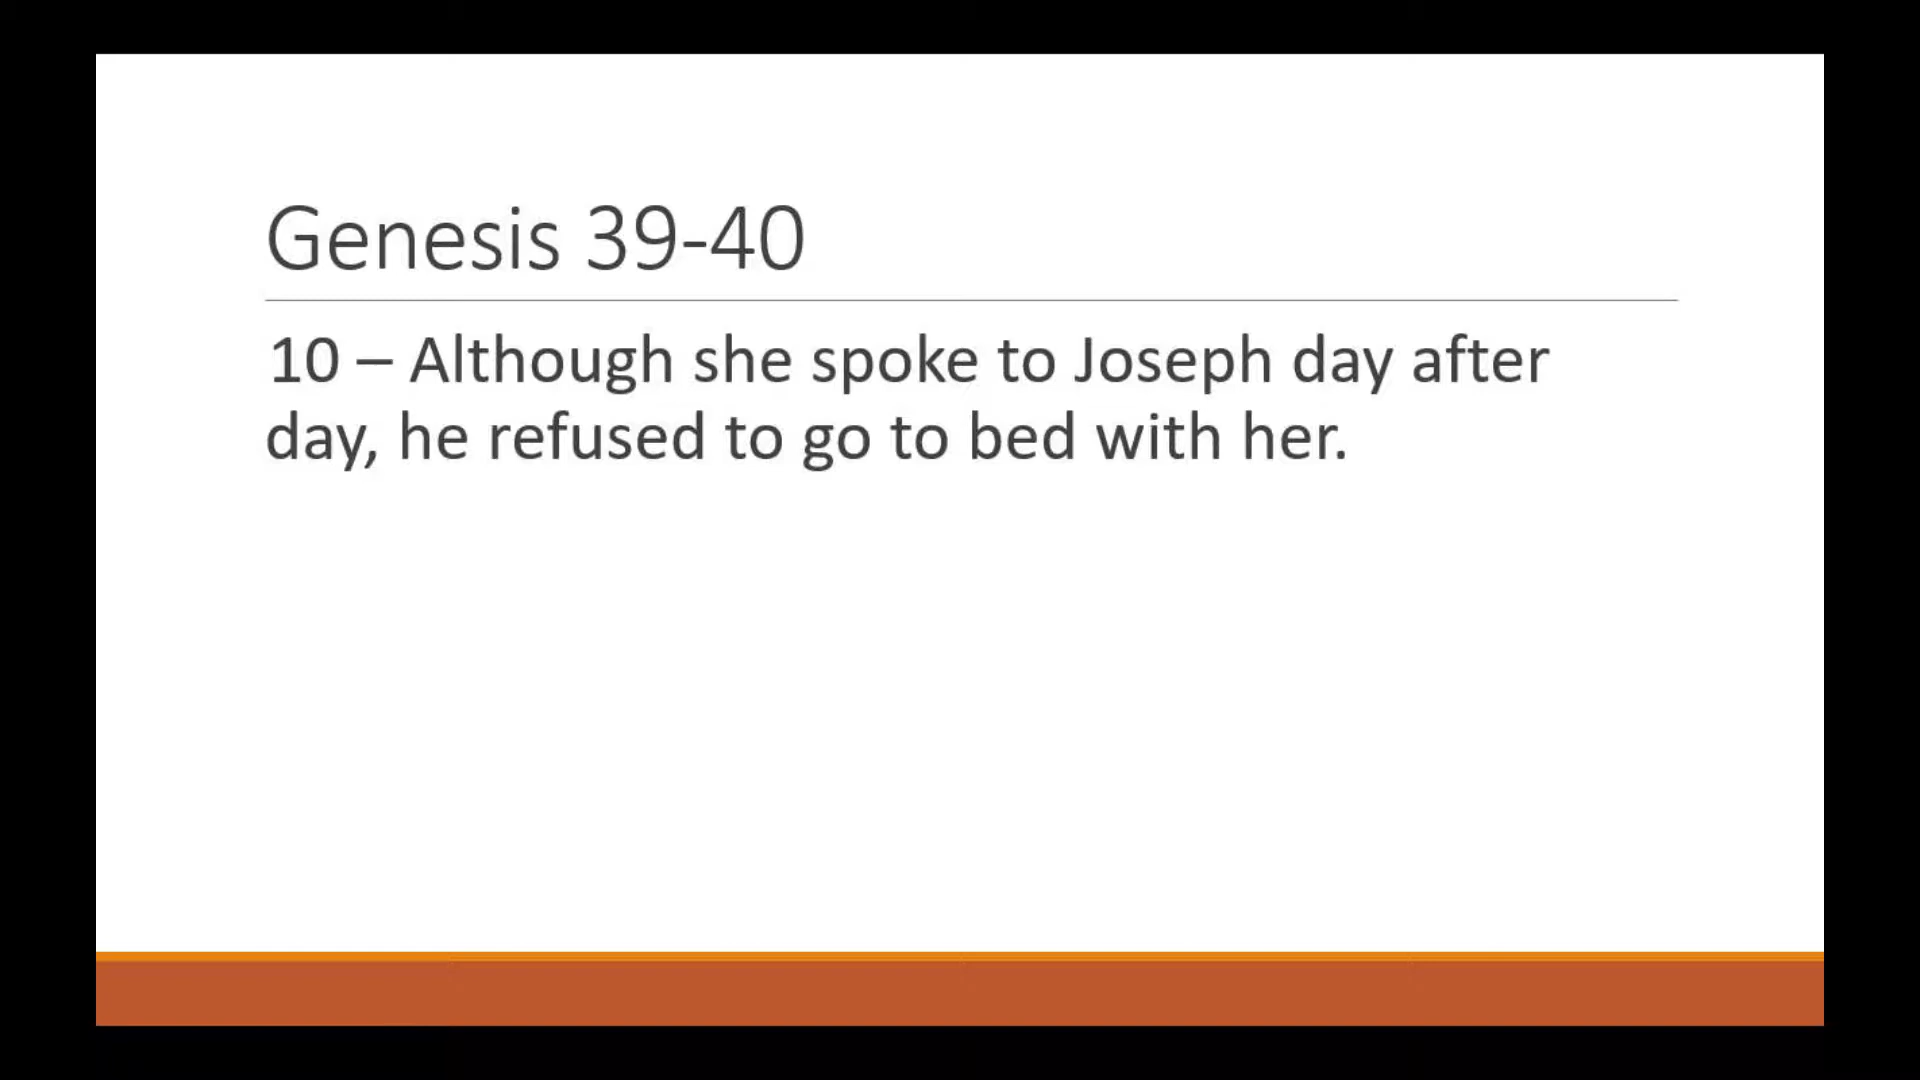 Genesis 39-40
10 – Although she spoke to Joseph day after
day, he refused to go to bed with her.